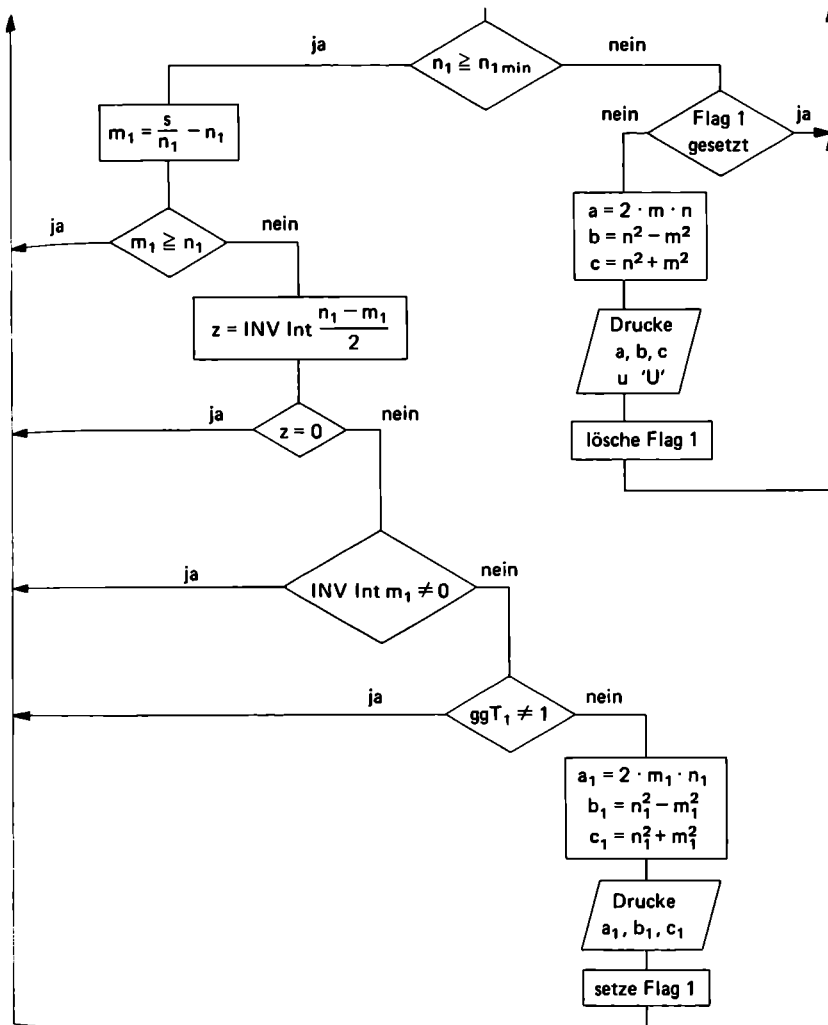 ja
n₁ ≧ n₁ min
nein
m₁ = s/n₁ − n₁
nein
Flag 1
gesetzt
ja
ja
m₁ ≧ n₁
nein
a = 2 · m · n
b = n² − m²
c = n² + m²
z = INV Int (n₁ − m₁)/2
Drucke
a, b, c
u 'U'
ja
z = 0
nein
lösche Flag 1
ja
INV Int m₁ ≠ 0
nein
ja
ggT₁ ≠ 1
nein
a₁ = 2 · m₁ · n₁
b₁ = n₁² − m₁²
c₁ = n₁² + m₁²
Drucke
a₁, b₁, c₁
setze Flag 1